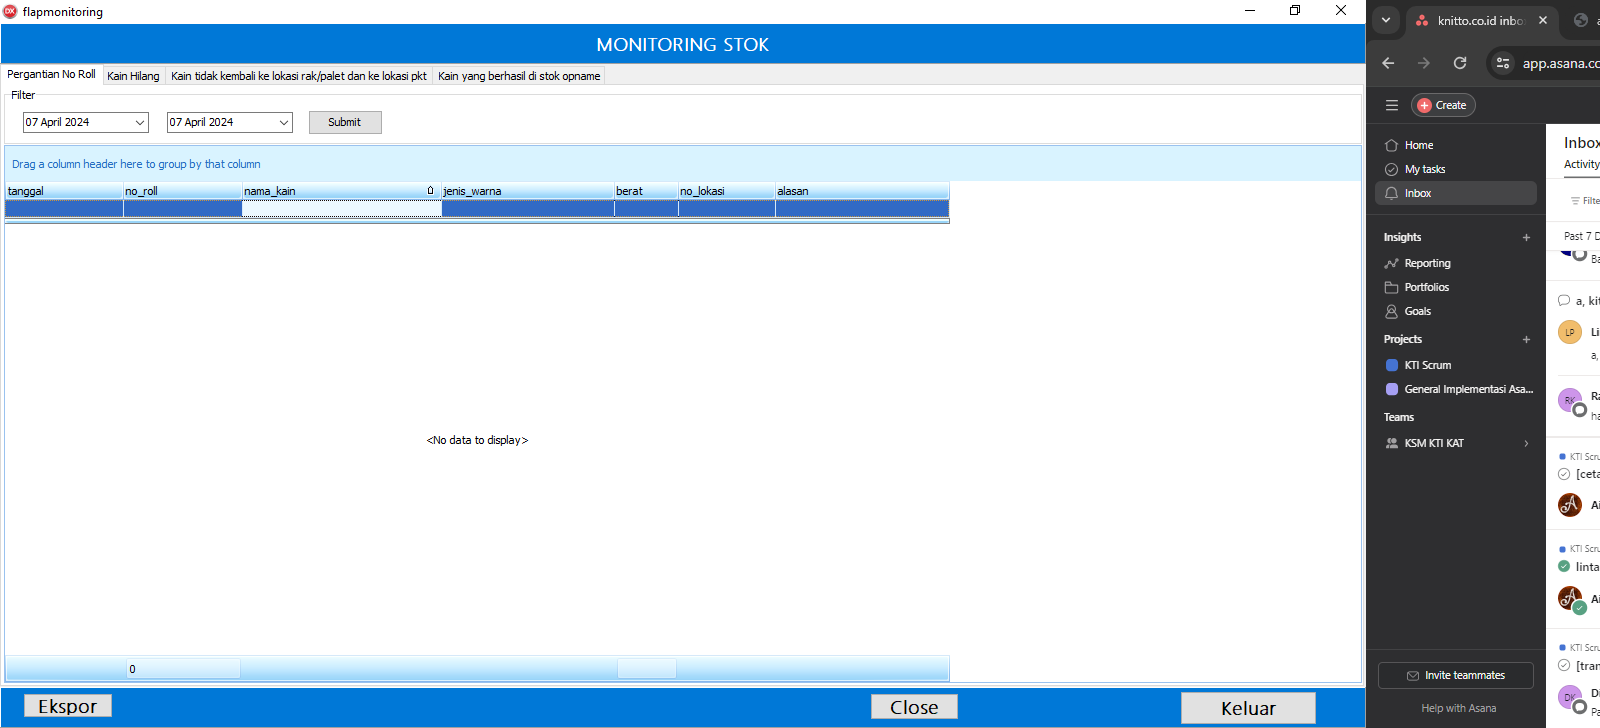 flapmonitoring
MONITORING STOK
Pergantian No Roll
Kain Hilang
Kain tidak kembali ke lokasi rak/palet dan ke lokasi pkt
Kain yang berhasil di stok opname
Filter
07 April 2024
07 April 2024
Submit
Drag a column header here to group by that column
tanggal
no_roll
nama_kain
jenis_warna
berat
no_lokasi
alasan
<No data to display>
0
Ekspor
Close
Keluar
knitto.co.id inbo
app.asana.co
Create
Home
My tasks
Inbox
Insights
Reporting
Portfolios
Goals
Projects
KTI Scrum
General Implementasi Asa...
Teams
KSM KTI KAT
Invite teammates
Help with Asana
Inbox
Activity
Filte
Past 7 D
Ba
a, kit
LP
Li
a,
RK
Ra
ha
KTI Scru
[ceta
Ai
KTI Scru
linta
Ai
KTI Scru
[tran
DK
Di
Pa